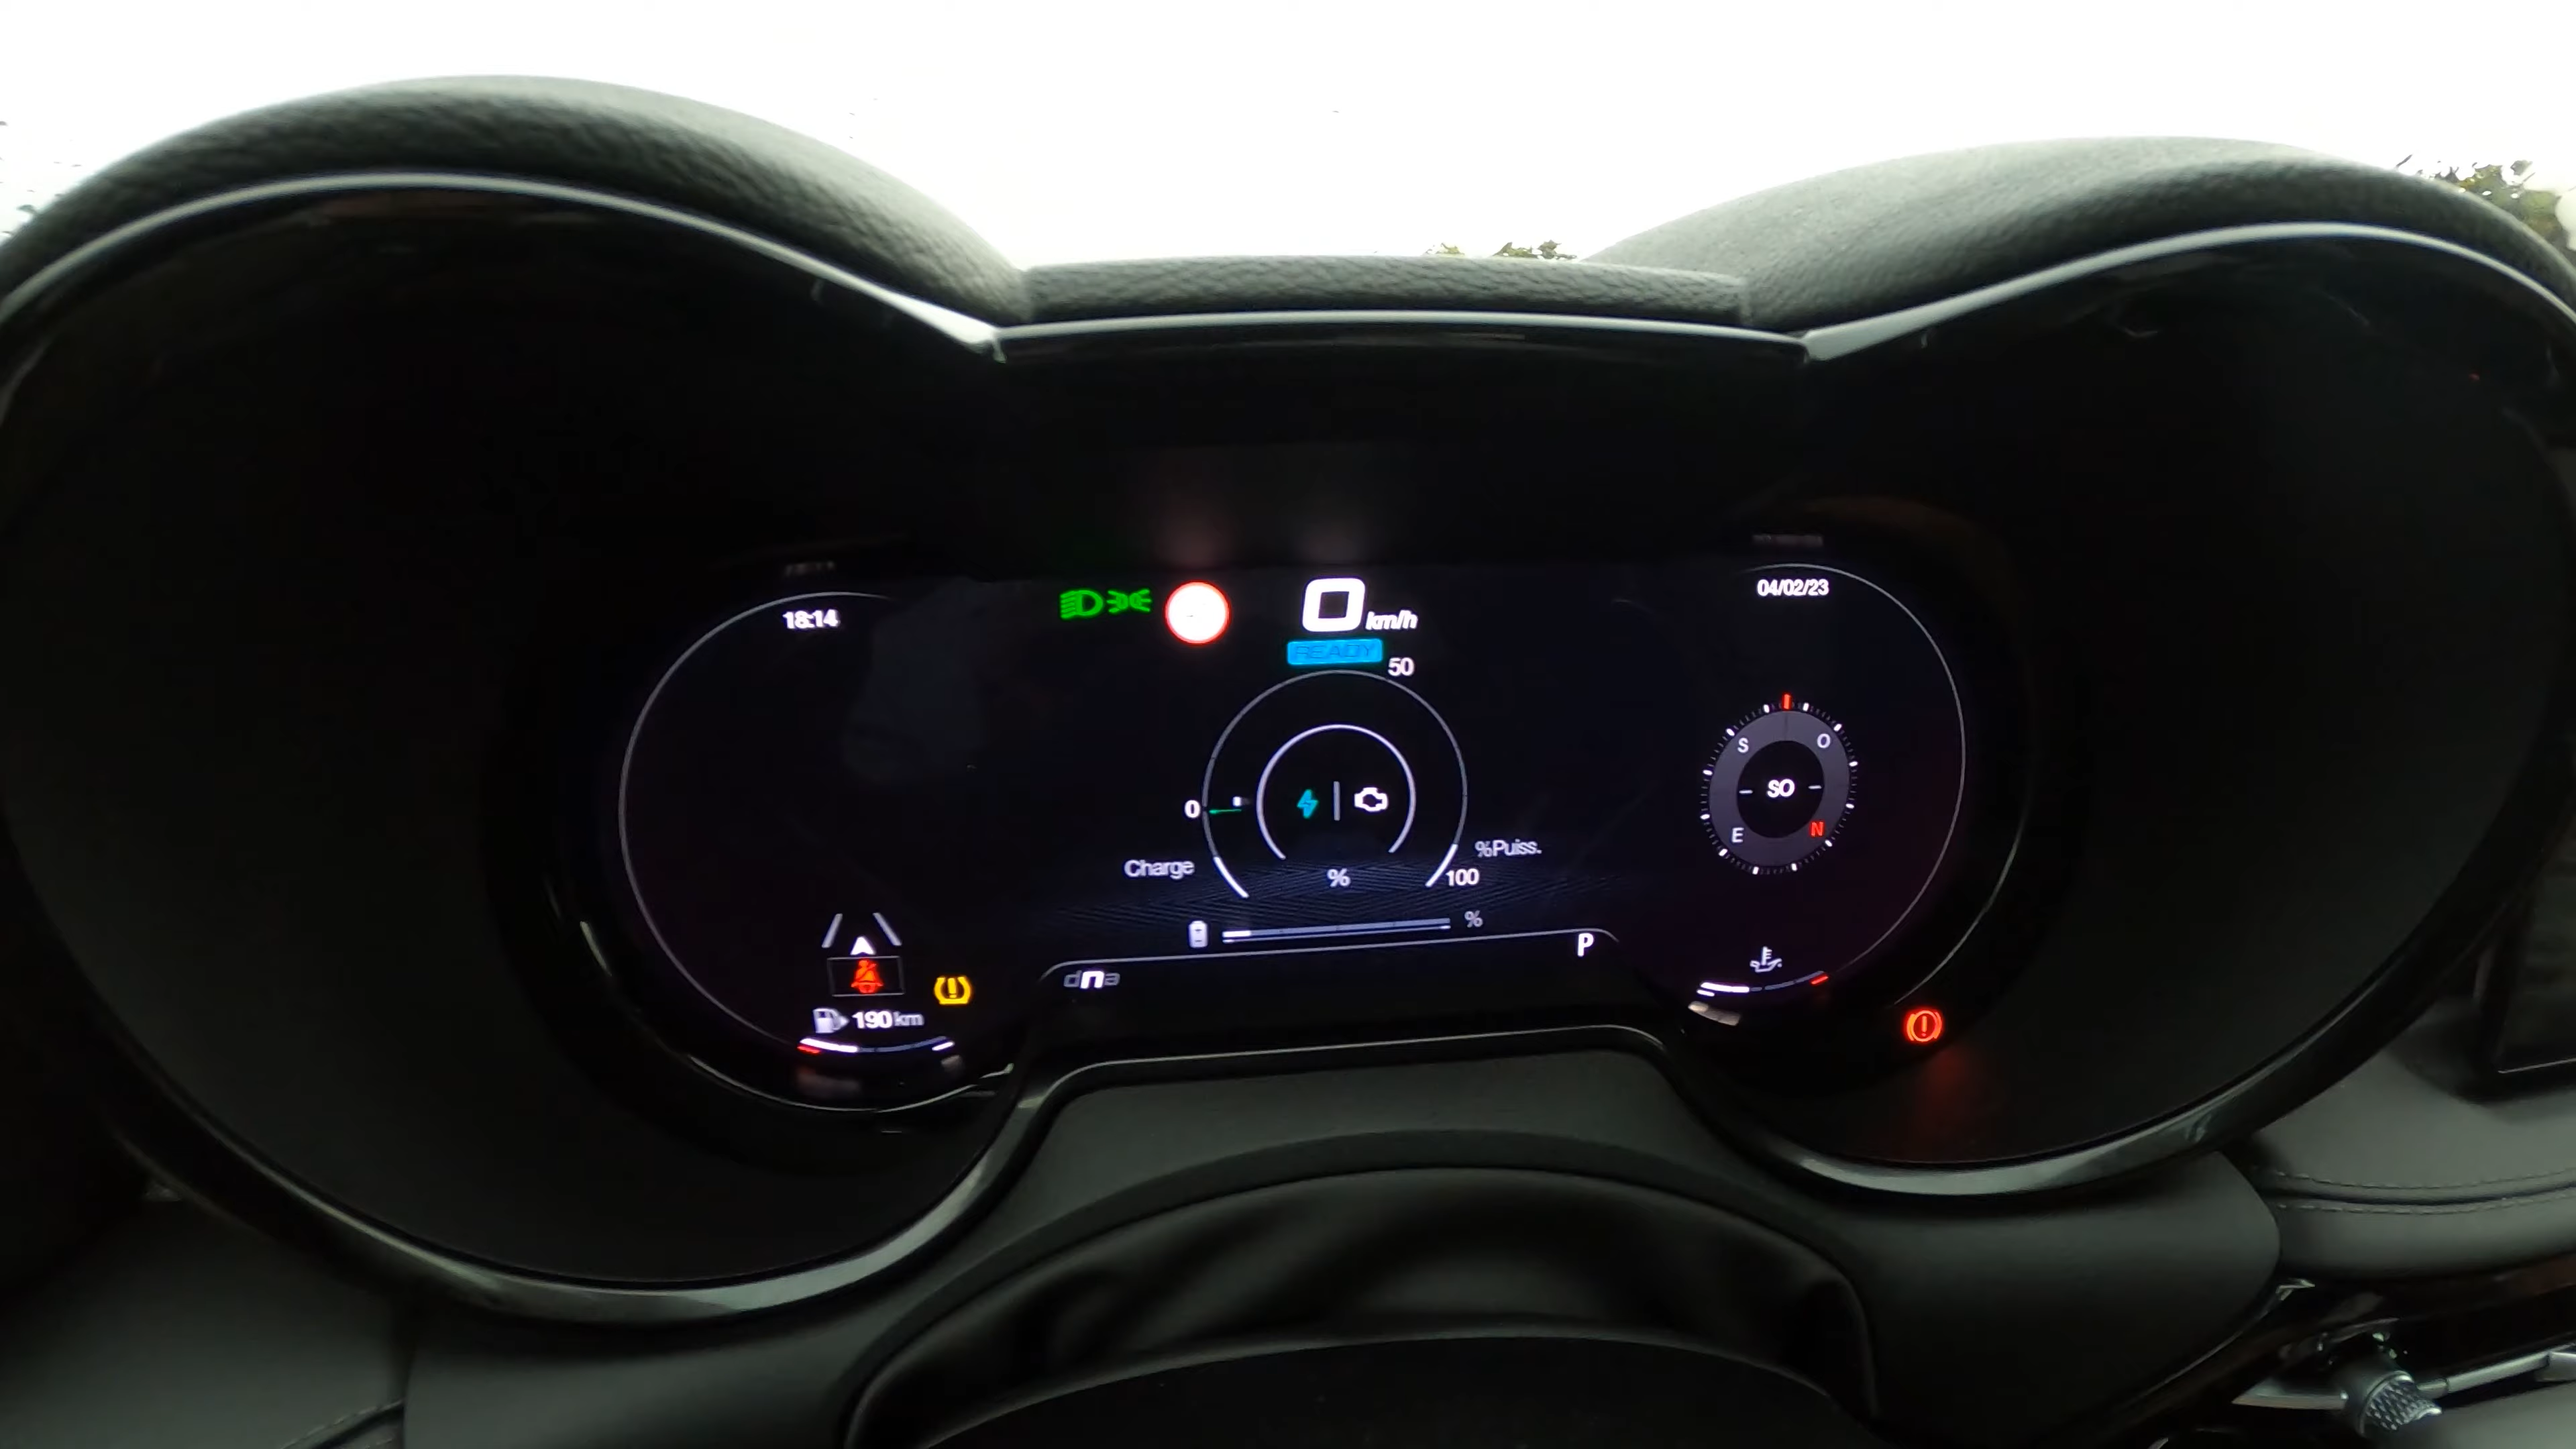 18:14
0 km/h
READY
04/02/23
50
0
Charge
%
%Puiss.
100
%
S
O
SO
E
N
P
dna
190 km